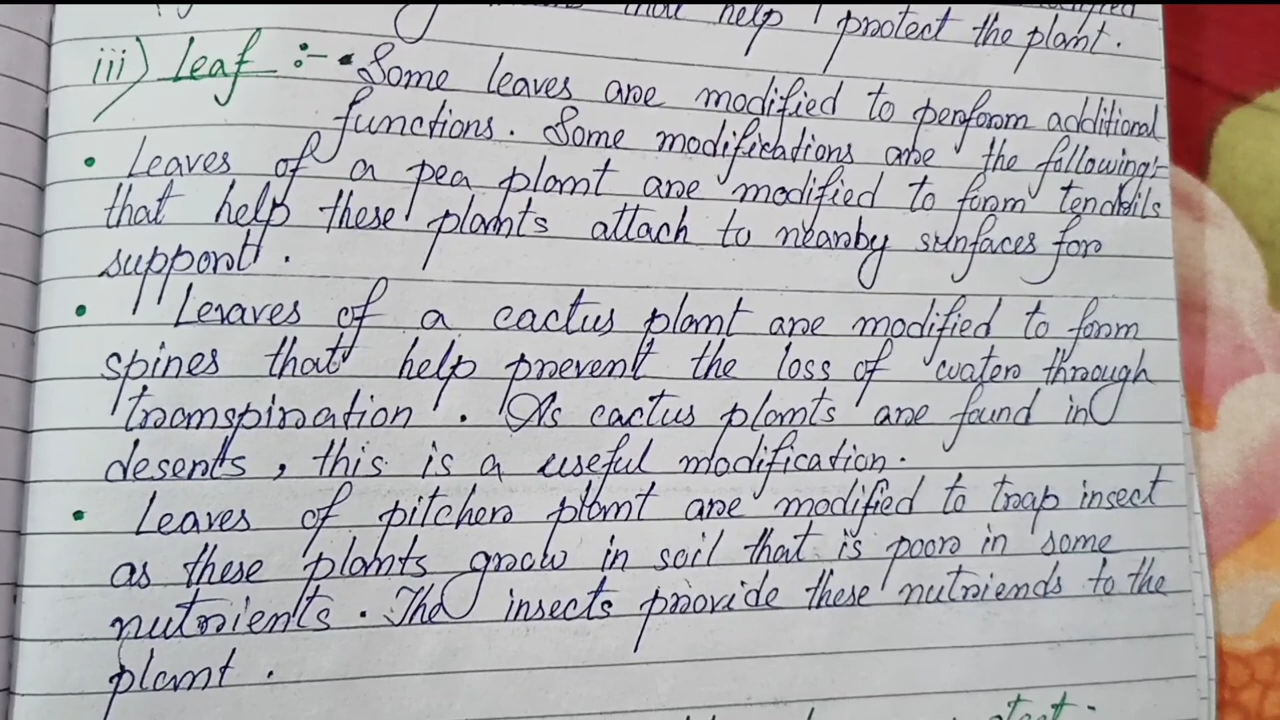 that help protect the plant.
iii) Leaf :- Some leaves are modified to perform additional
functions. Some modifications are the following:-
• Leaves of a pea plant are modified to form tendrils
that help these plants attach to nearby surfaces for
support.
• Leaves of a cactus plant are modified to form
spines that help prevent the loss of water through
transpiration. As cactus plants are found in
deserts, this is a useful modification.
• Leaves of pitcher plant are modified to trap insect
as these plants grow in soil that is poor in some
nutrients. The insects provide these nutriends to the
plant.